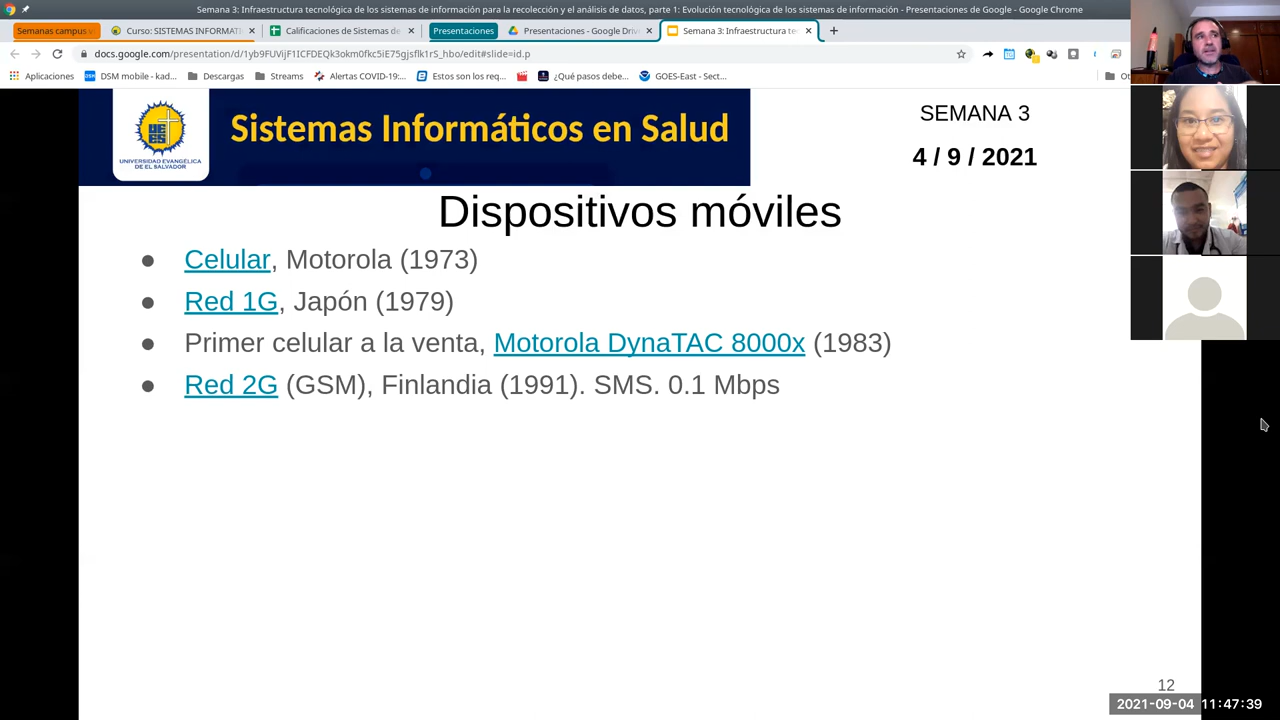 Semana 3: Infraestructura tecnológica de los sistemas de información para la recolección y el análisis de datos, parte 1: Evolución tecnológica de los sistemas de información - Presentaciones de Google - Google Chrome
Semanas campus v
Curso: SISTEMAS INFORMATI
Calificaciones de Sistemas de
Presentaciones
Presentaciones - Google Driv
Semana 3: Infraestructura te
docs.google.com/presentation/d/1yb9FUVijF1ICFDEQk3okm0fkc5iE75gjsflk1rS_hbo/edit#slide=id.p
Aplicaciones
DSM mobile - kad...
Descargas
Streams
Alertas COVID-19:...
Estos son los req...
¿Qué pasos debe...
GOES-East - Sect...
Ot
UNIVERSIDAD EVANGÉLICA
DE EL SALVADOR
Sistemas Informáticos en Salud
SEMANA 3
4 / 9 / 2021
Dispositivos móviles
● Celular, Motorola (1973)
● Red 1G, Japón (1979)
● Primer celular a la venta, Motorola DynaTAC 8000x (1983)
● Red 2G (GSM), Finlandia (1991). SMS. 0.1 Mbps
12
2021-09-04 11:47:39